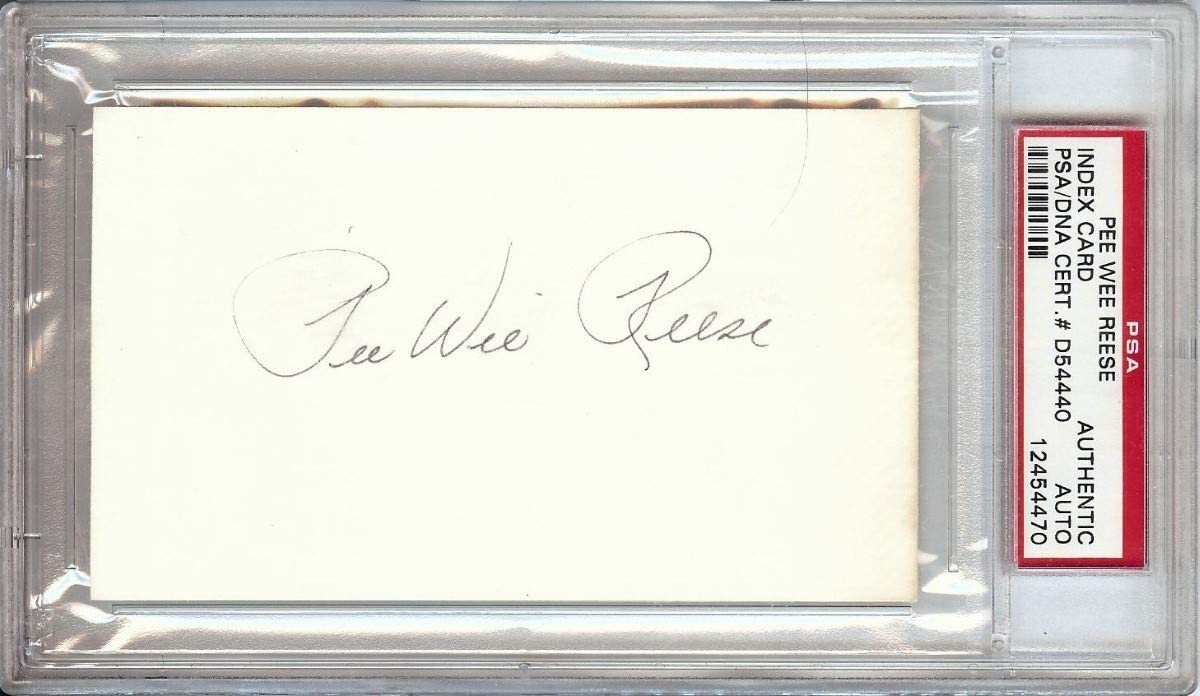 Pee Wee Reese
PSA
PEE WEE REESE AUTHENTIC
INDEX CARD AUTO
PSA/DNA CERT.# D54440 12454470